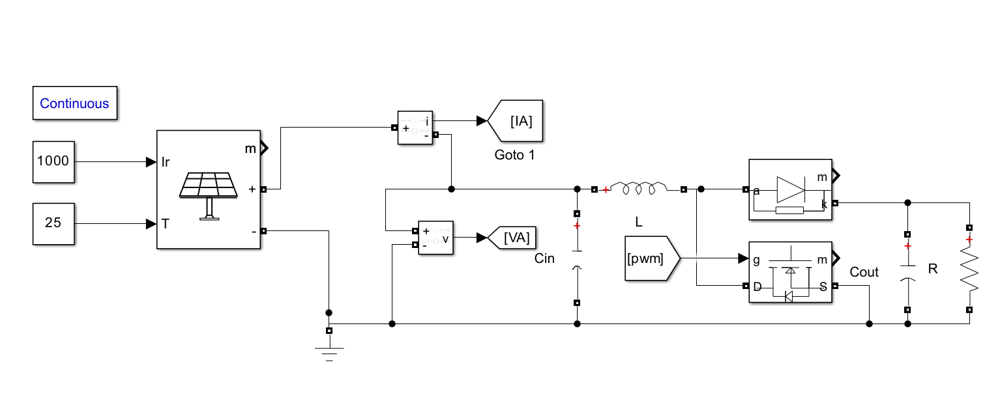 Continuous
1000
25
Ir
T
m
+
-
+
i
-
[IA]
Goto 1
+
-
v
[VA]
Cin
+
+
L
[pwm]
a
m
k
g
m
D
S
Cout
+
R
+